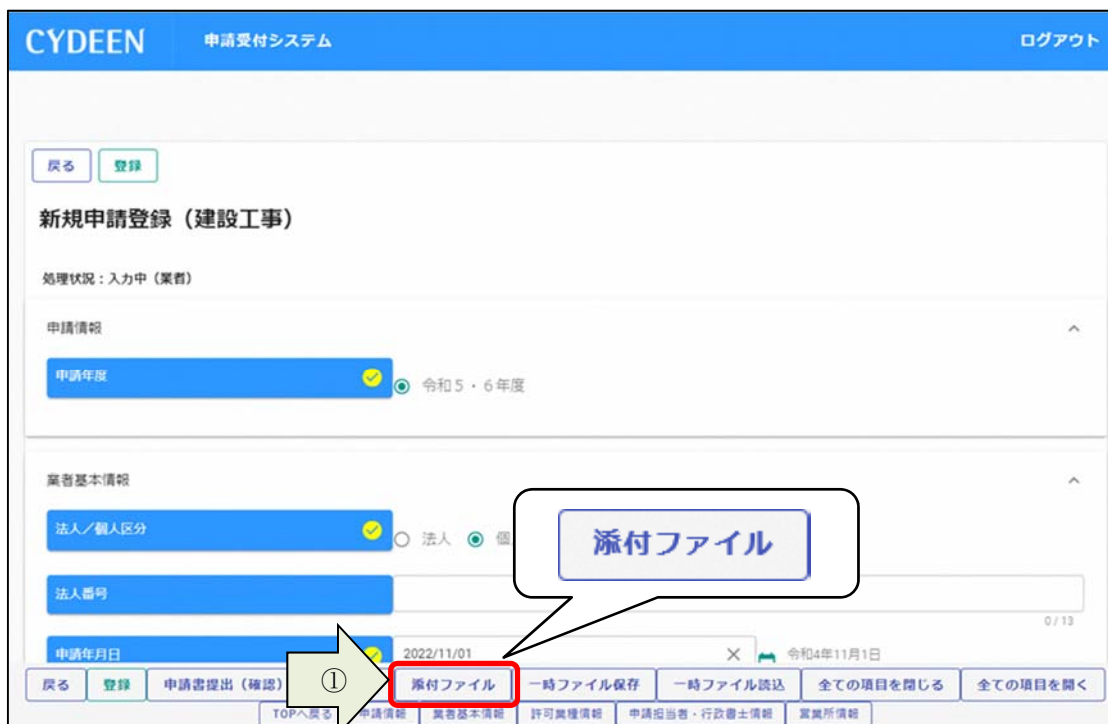 CYDEEN 申請受付システム ログアウト
戻る 登録
新規申請登録（建設工事）
処理状況：入力中（業者）
申請情報
申請年度 令和５・６年度
業者基本情報
法人／個人区分 法人 個
添付ファイル
法人番号
0 / 13
申請年月日 2022/11/01 令和4年11月1日
戻る 登録 申請書提出（確認） ① 添付ファイル 一時ファイル保存 一時ファイル読込 全ての項目を閉じる 全ての項目を開く
TOPへ戻る 申請情報 業者基本情報 許可業種情報 申請担当者・行政書士情報 営業所情報